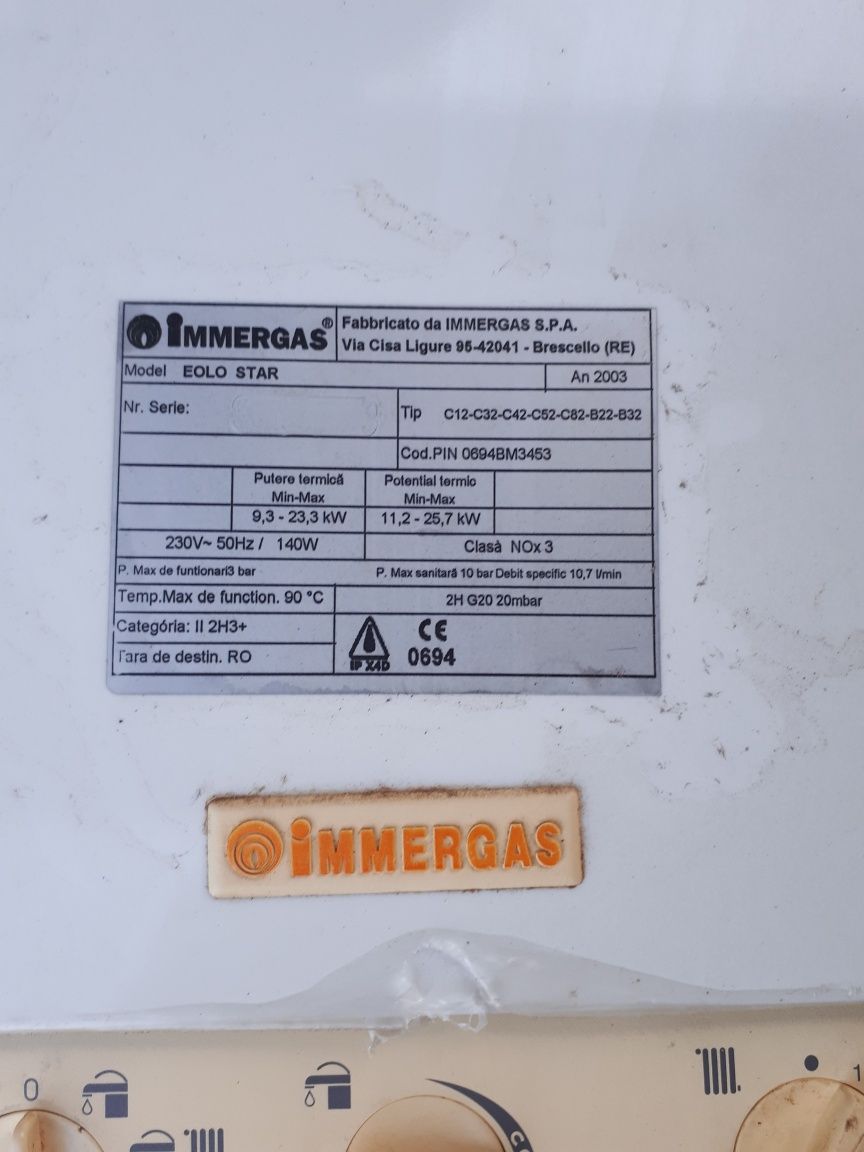 IMMERGAS®
Fabbricato da IMMERGAS S.P.A.
Via Cisa Ligure 95-42041 - Brescello (RE)
Model EOLO STAR
An 2003
Nr. Serie:
Tip C12-C32-C42-C52-C82-B22-B32
Cod.PIN 0694BM3453
Putere termică
Min-Max
Potential termic
Min-Max
9,3 - 23,3 kW
11,2 - 25,7 kW
230V~ 50Hz / 140W
Clasà NOx 3
P. Max de funtionari3 bar
P. Max sanitară 10 bar Debit specific 10,7 l/min
Temp.Max de function. 90 °C
2H G20 20mbar
Categória: II 2H3+
Tara de destin. RO
IP X4D
CE
0694
IMMERGAS
0
1